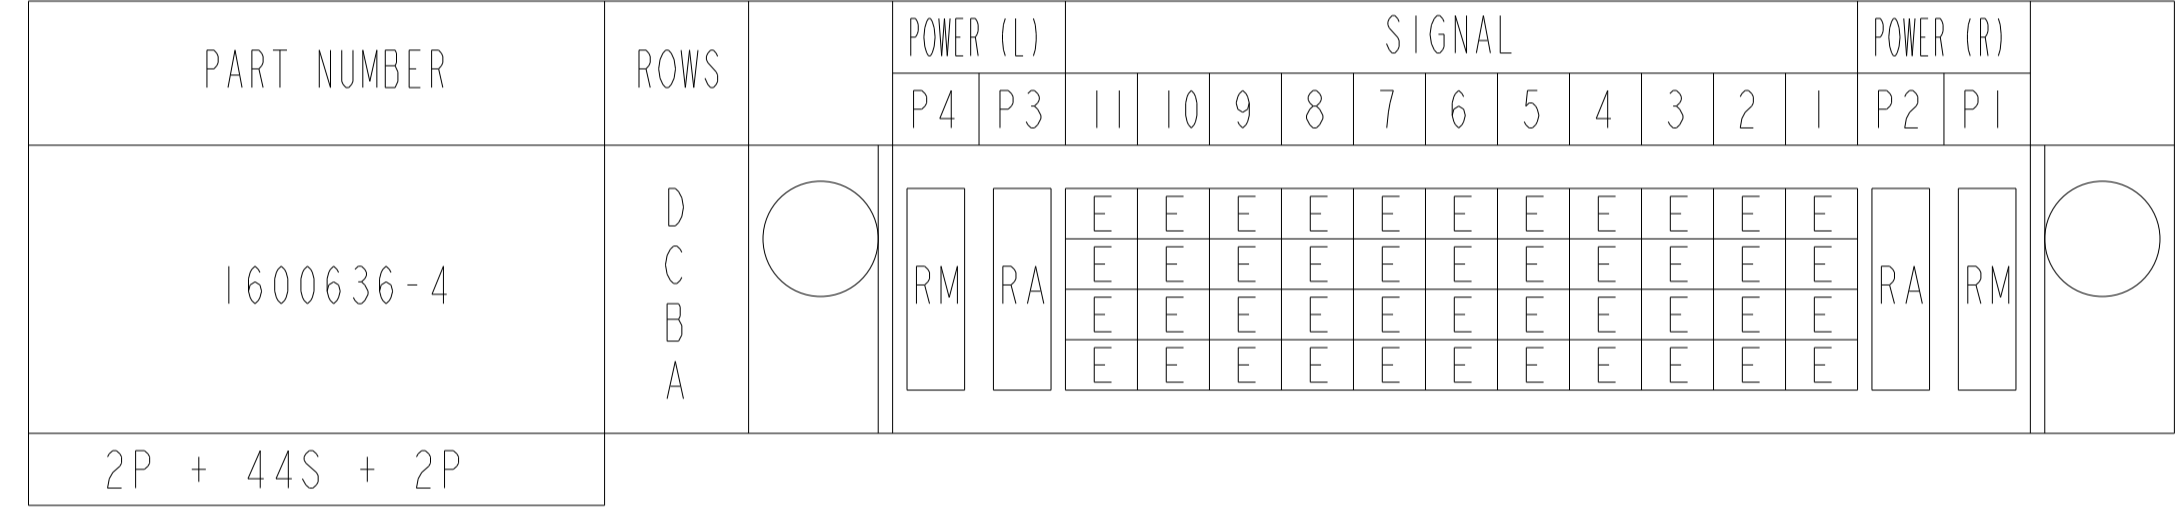 PART NUMBER ROWS POWER (L) SIGNAL POWER (R)
P4 P3 11 10 9 8 7 6 5 4 3 2 1 P2 P1
D E E E E E E E E E E E
C E E E E E E E E E E E
1600636-4 RM RA RA RM
B E E E E E E E E E E E
A E E E E E E E E E E E
2P + 44S + 2P